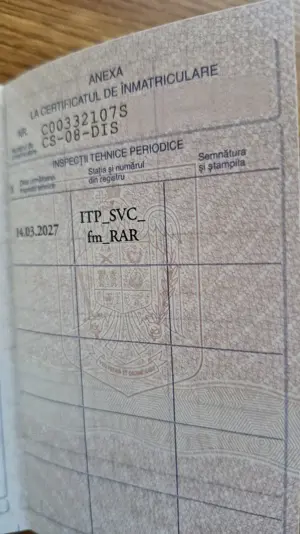 ANEXA
LA CERTIFICATUL DE ÎNMATRICULARE
NR. C00332107S
CS-08-DIS
INSPECȚII TEHNICE PERIODICE
Stația și numărul
din registru
Semnătura
și ștampila
14.03.2027
ITP_SVC_
fm_RAR